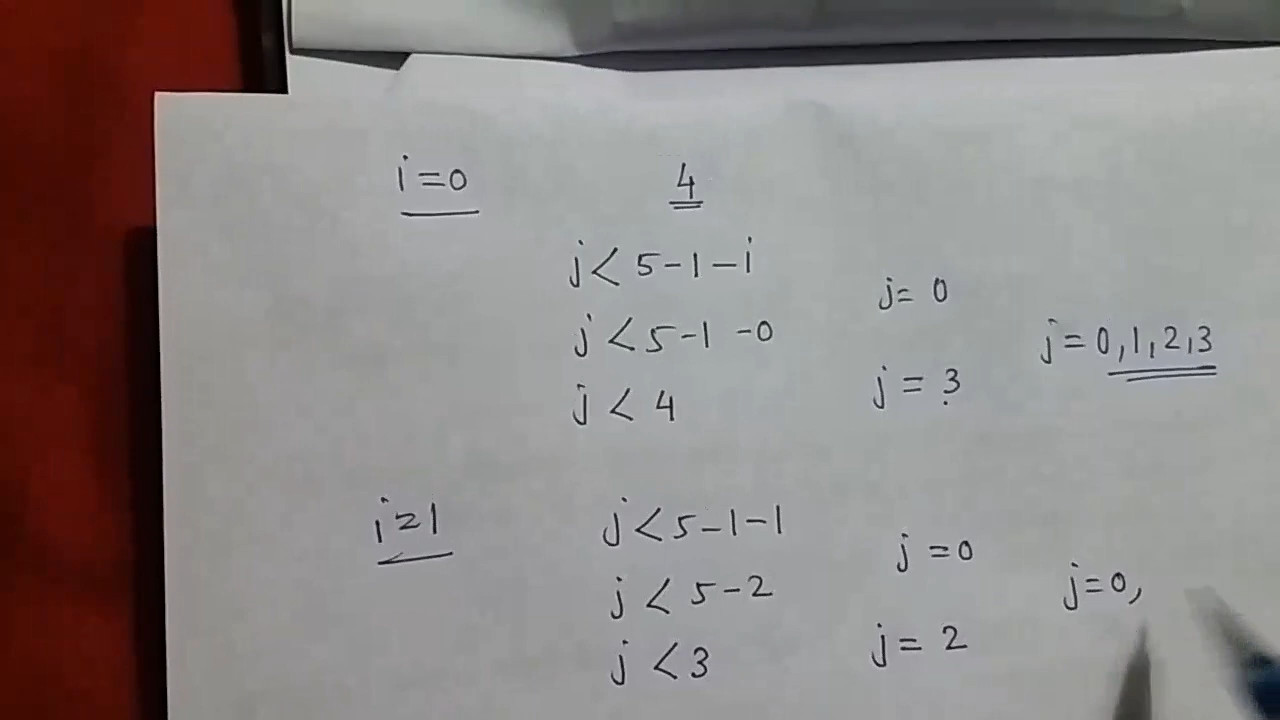 i=0 4
j< 5-1-i
j= 0
j <5-1 -0
j=0,1,2,3
j = 3
j < 4
i=1 j <5-1-1
j =0
j < 5-2
j=0,
j= 2
j <3